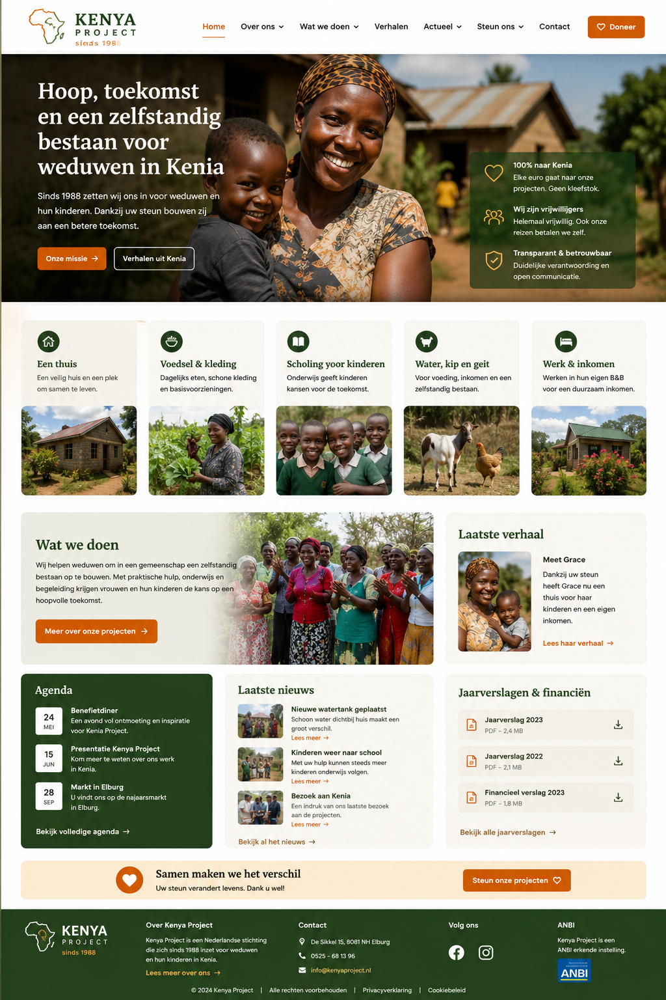 KENYA
PROJECT
sinds 1988
Home
Over ons
Wat we doen
Verhalen
Actueel
Steun ons
Contact
Doneer
Hoop, toekomst
en een zelfstandig
bestaan voor
weduwen in Kenia
Sinds 1988 zetten wij ons in voor weduwen en
hun kinderen. Dankzij uw steun bouwen zij
aan een betere toekomst.
Onze missie →
Verhalen uit Kenia
100% naar Kenia
Elke euro gaat naar onze
projecten. Geen kleefstok.
Wij zijn vrijwillijgers
Helemaal vrijwillig. Ook onze
reizen betalen we zelf.
Transparant & betrouwbaar
Duidelijke verantwoording en
open communicatie.
Een thuis
Een veilig huis en een plek
om samen te leven.
Voedsel & kleding
Dagelijks eten, schone kleding
en basisvoorzieningen.
Scholing voor kinderen
Onderwijs geeft kinderen
kansen voor de toekomst.
Water, kip en geit
Voor voeding, inkomen en een
zelfstandig bestaan.
Werk & inkomen
Werken in hun eigen B&B
voor een duurzaam inkomen.
Wat we doen
Wij helpen weduwen om in een gemeenschap een zelfstandig
bestaan op te bouwen. Met praktische hulp, onderwijs en
begeleiding krijgen vrouwen en hun kinderen de kans op een
hoopvolle toekomst.
Meer over onze projecten →
Laatste verhaal
Meet Grace
Dankzij uw steun
heeft Grace nu een
thuis voor haar
kinderen en een eigen
inkomen.
Lees haar verhaal →
Agenda
24
MEI
Benefietdiner
Een avond vol ontmoeting en inspiratie
voor Kenia Project.
15
JUN
Presentatie Kenya Project
Kom meer te weten over ons werk
in Kenia.
28
SEP
Markt in Elburg
U vindt ons op de najaarsmarkt
in Elburg.
Bekijk volledige agenda →
Laatste nieuws
Nieuwe watertank geplaatst
Schoon water dichtbij huis maakt een
groot verschil.
Lees meer →
Kinderen weer naar school
Met uw hulp kunnen steeds meer
kinderen onderwijs volgen.
Lees meer →
Bezoek aan Kenia
Een indruk van ons laatste bezoek
aan de projecten.
Lees meer →
Bekijk al het nieuws →
Jaarverslagen & financiën
Jaarverslag 2023
PDF – 2,4 MB
Jaarverslag 2022
PDF – 2,1 MB
Financieel verslag 2023
PDF – 1,8 MB
Bekijk alle jaarverslagen →
Samen maken we het verschil
Uw steun verandert levens. Dank u wel!
Steun onze projecten
KENYA
PROJECT
sinds 1988
Over Kenya Project
Kenya Project is een Nederlandse stichting
die zich sinds 1988 inzet voor weduwen
en hun kinderen in Kenia.
Lees meer over ons →
Contact
De Sikkel 15, 8081 NH Elburg
0525 - 68 13 96
info@kenyaproject.nl
Volg ons
ANBI
Kenya Project is een
ANBI erkende instelling.
ANBI
© 2024 Kenya Project | Alle rechten voorbehouden | Privacyverklaring | Cookiebeleid